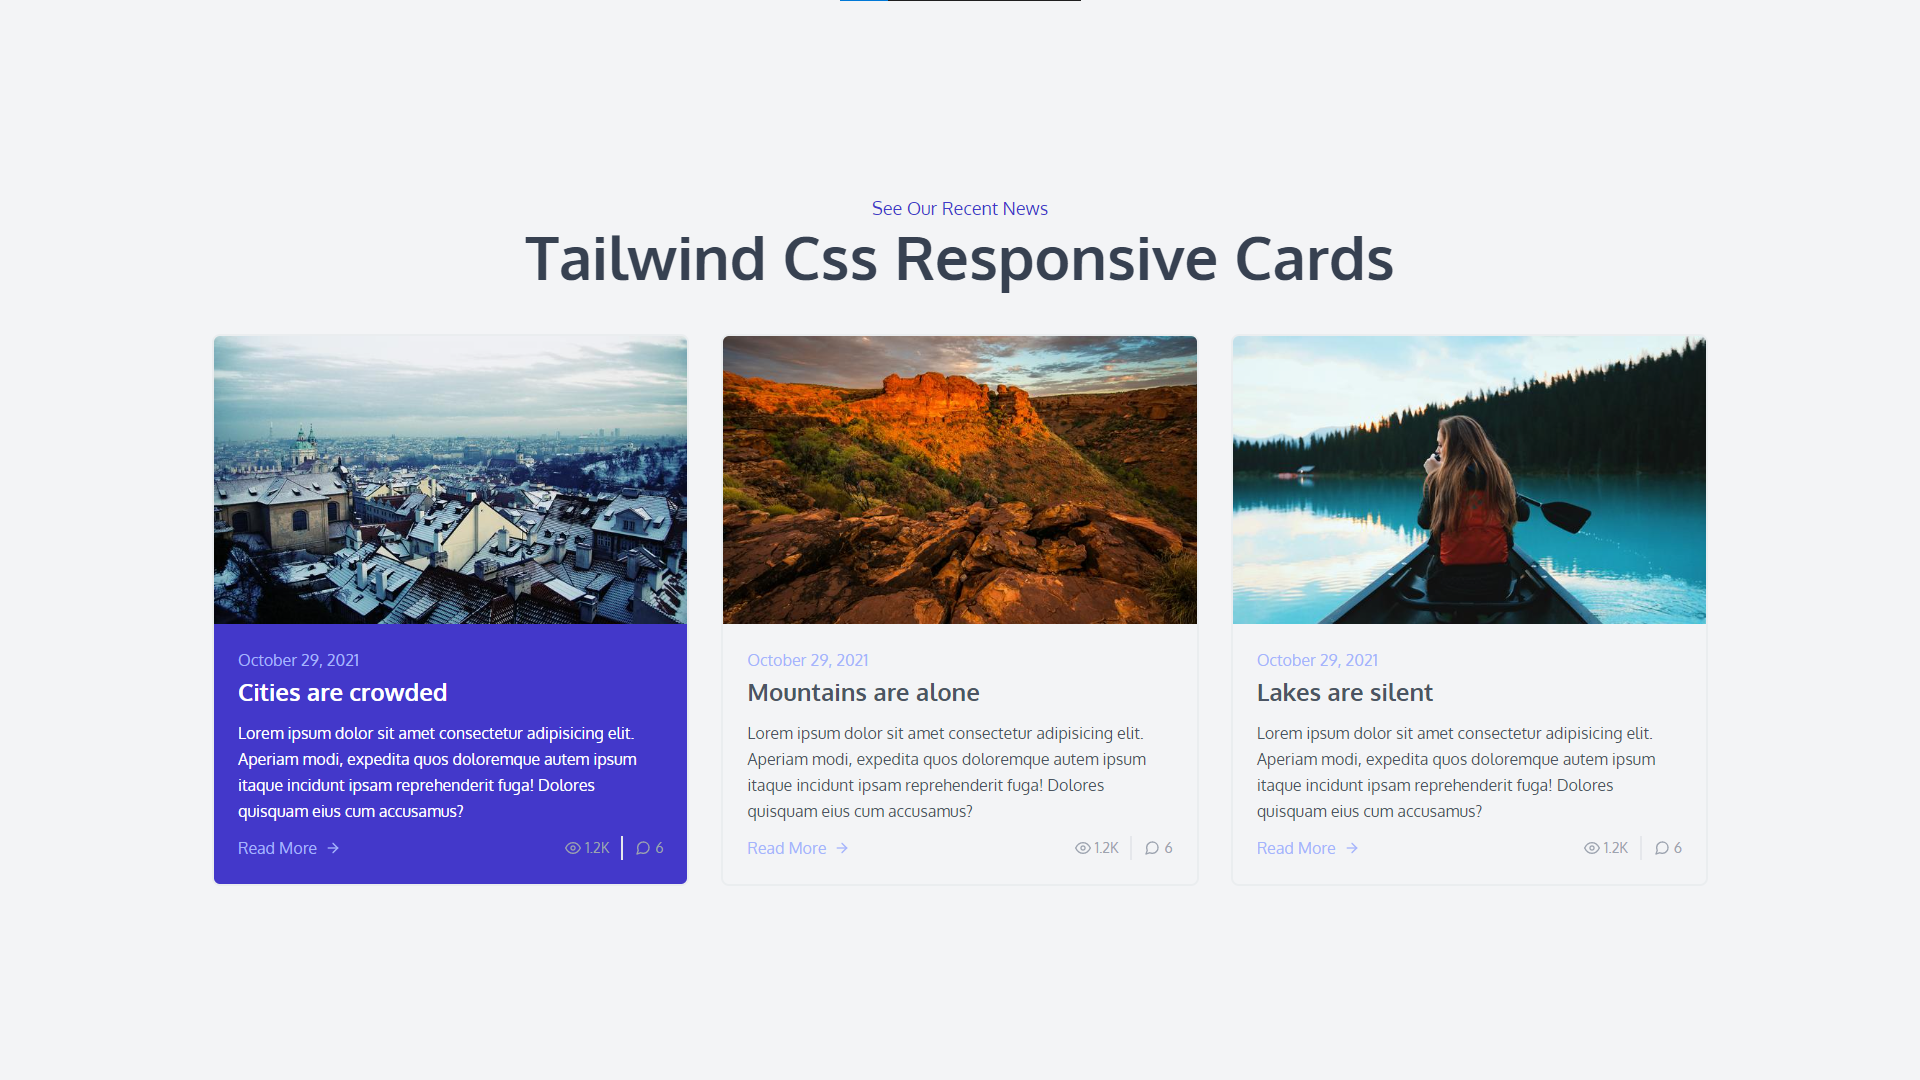 See Our Recent News
Tailwind Css Responsive Cards
October 29, 2021
Cities are crowded
Lorem ipsum dolor sit amet consectetur adipisicing elit.
Aperiam modi, expedita quos doloremque autem ipsum
itaque incidunt ipsam reprehenderit fuga! Dolores
quisquam eius cum accusamus?
Read More
1.2K
6
October 29, 2021
Mountains are alone
Lorem ipsum dolor sit amet consectetur adipisicing elit.
Aperiam modi, expedita quos doloremque autem ipsum
itaque incidunt ipsam reprehenderit fuga! Dolores
quisquam eius cum accusamus?
Read More
1.2K
6
October 29, 2021
Lakes are silent
Lorem ipsum dolor sit amet consectetur adipisicing elit.
Aperiam modi, expedita quos doloremque autem ipsum
itaque incidunt ipsam reprehenderit fuga! Dolores
quisquam eius cum accusamus?
Read More
1.2K
6